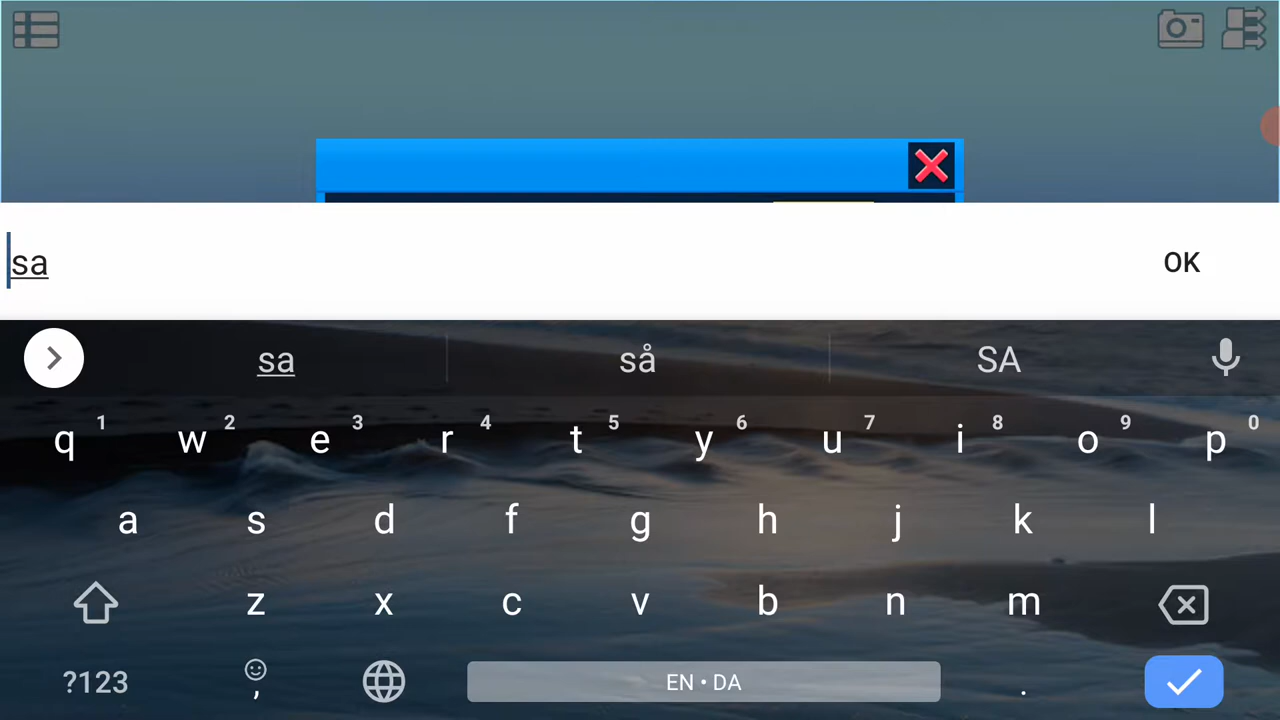 sa
OK
sa så SA
q 1 w 2 e 3 r 4 t 5 y 6 u 7 i 8 o 9 p 0
a s d f g h j k l
z x c v b n m
?123 , EN • DA .